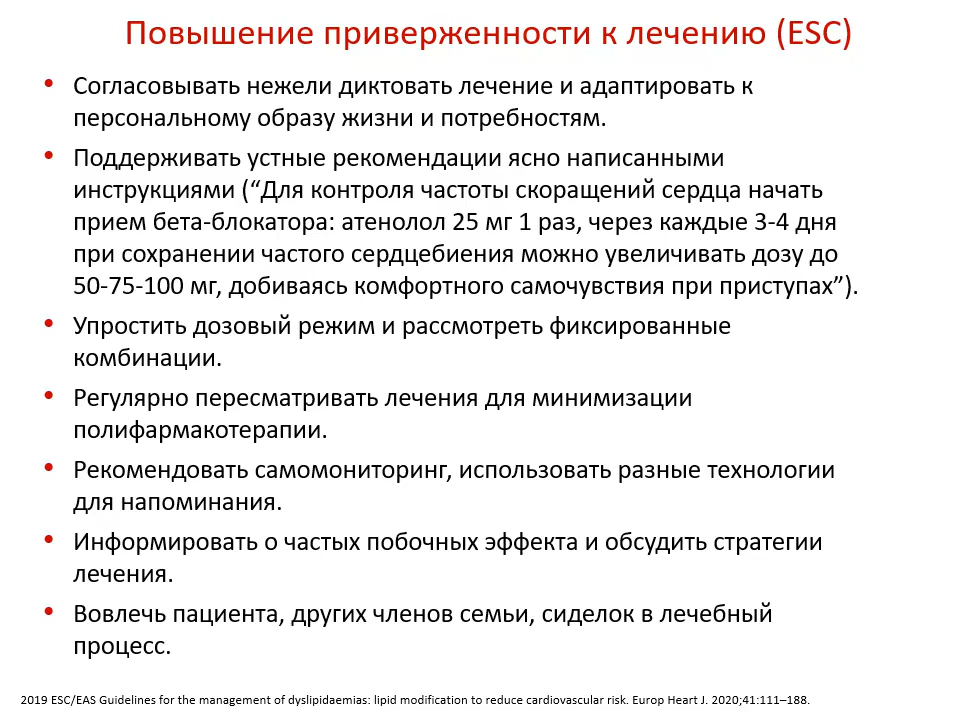 Повышение приверженности к лечению (ESC)
• Согласовывать нежели диктовать лечение и адаптировать к
персональному образу жизни и потребностям.
• Поддерживать устные рекомендации ясно написанными
инструкциями (“Для контроля частоты скоращений сердца начать
прием бета-блокатора: атенолол 25 мг 1 раз, через каждые 3-4 дня
при сохранении частого сердцебиения можно увеличивать дозу до
50-75-100 мг, добиваясь комфортного самочувствия при приступах”).
• Упростить дозовый режим и рассмотреть фиксированные
комбинации.
• Регулярно пересматривать лечения для минимизации
полифармакотерапии.
• Рекомендовать самомониторинг, использовать разные технологии
для напоминания.
• Информировать о частых побочных эффекта и обсудить стратегии
лечения.
• Вовлечь пациента, других членов семьи, сиделок в лечебный
процесс.
2019 ESC/EAS Guidelines for the management of dyslipidaemias: lipid modification to reduce cardiovascular risk. Europ Heart J. 2020;41:111–188.